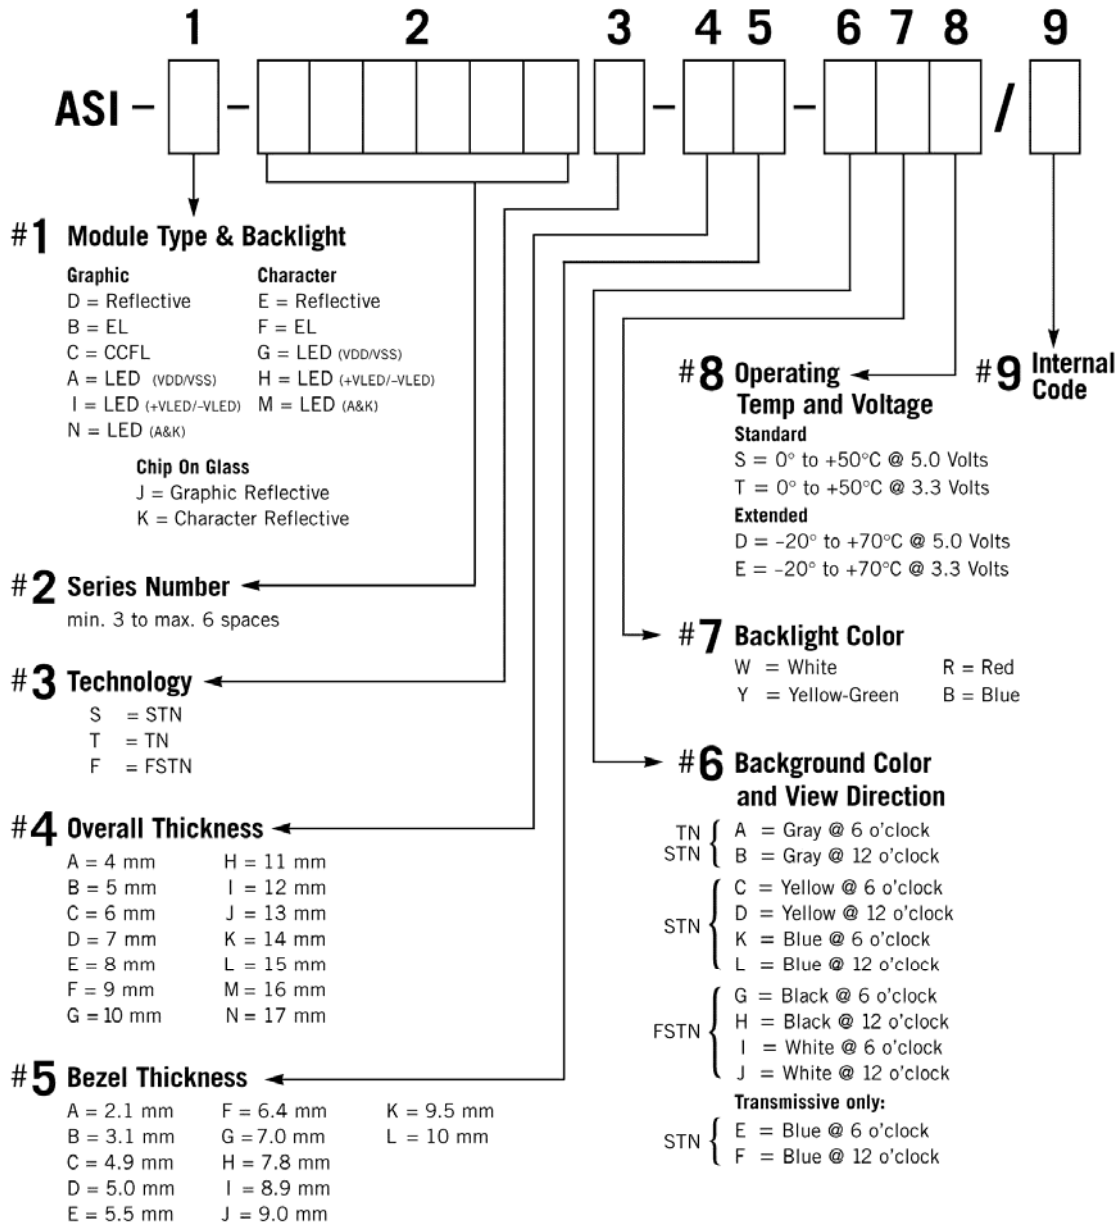 1 2 3 4 5 6 7 8 9
ASI – – – – /
#1 Module Type & Backlight
Graphic
D = Reflective
B = EL
C = CCFL
A = LED (VDD/VSS)
I = LED (+VLED/–VLED)
N = LED (A&K)
Character
E = Reflective
F = EL
G = LED (VDD/VSS)
H = LED (+VLED/–VLED)
M = LED (A&K)
Chip On Glass
J = Graphic Reflective
K = Character Reflective
#2 Series Number
min. 3 to max. 6 spaces
#3 Technology
S = STN
T = TN
F = FSTN
#4 Overall Thickness
A = 4 mm
B = 5 mm
C = 6 mm
D = 7 mm
E = 8 mm
F = 9 mm
G = 10 mm
H = 11 mm
I = 12 mm
J = 13 mm
K = 14 mm
L = 15 mm
M = 16 mm
N = 17 mm
#5 Bezel Thickness
A = 2.1 mm
B = 3.1 mm
C = 4.9 mm
D = 5.0 mm
E = 5.5 mm
F = 6.4 mm
G = 7.0 mm
H = 7.8 mm
I = 8.9 mm
J = 9.0 mm
K = 9.5 mm
L = 10 mm
#8 Operating
Temp and Voltage
Standard
S = 0° to +50°C @ 5.0 Volts
T = 0° to +50°C @ 3.3 Volts
Extended
D = –20° to +70°C @ 5.0 Volts
E = –20° to +70°C @ 3.3 Volts
#9 Internal
Code
#7 Backlight Color
W = White
Y = Yellow-Green
R = Red
B = Blue
#6 Background Color
and View Direction
TN
STN
A = Gray @ 6 o'clock
B = Gray @ 12 o'clock
STN
C = Yellow @ 6 o'clock
D = Yellow @ 12 o'clock
K = Blue @ 6 o'clock
L = Blue @ 12 o'clock
FSTN
G = Black @ 6 o'clock
H = Black @ 12 o'clock
I = White @ 6 o'clock
J = White @ 12 o'clock
Transmissive only:
STN
E = Blue @ 6 o'clock
F = Blue @ 12 o'clock